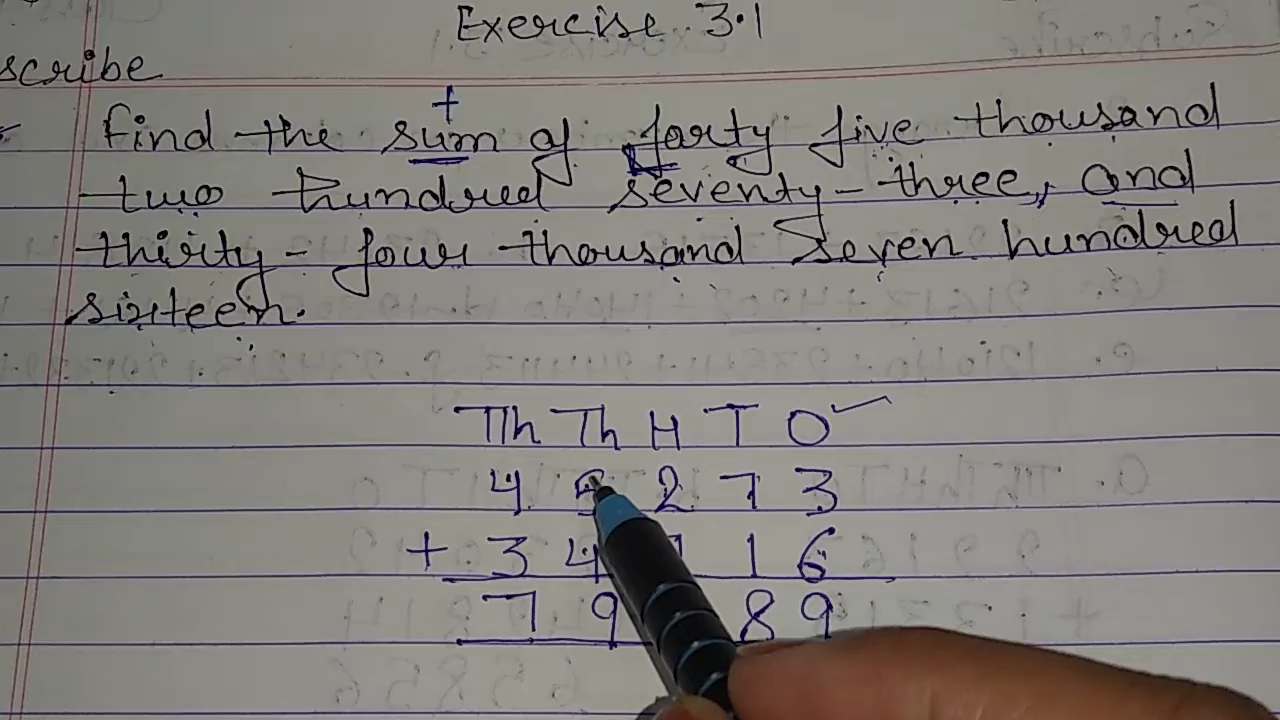 Exercise 3.1
scribe
find the sum of forty five thousand
+
two hundred seventy-three, and
thirty-four thousand seven hundred
sixteen.
TTh Th H T O
4 5 2 7 3
+ 3 4 1 6
7 9 8 9